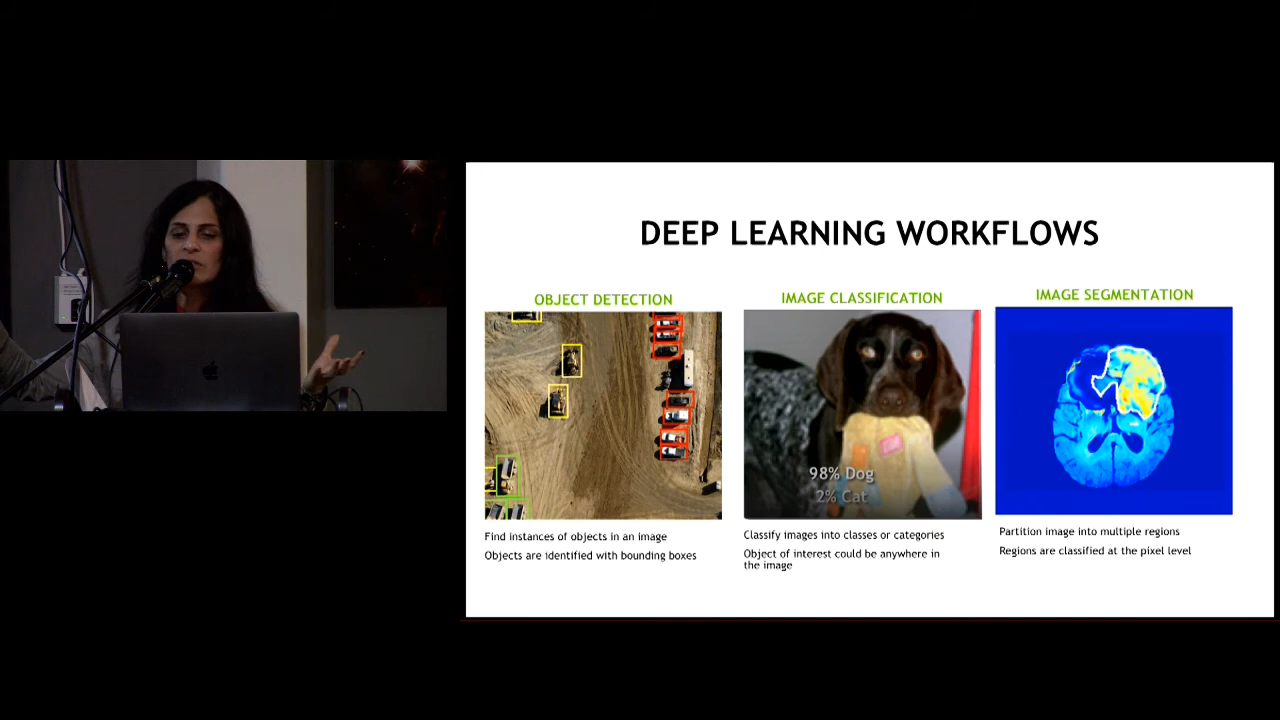 DEEP LEARNING WORKFLOWS
OBJECT DETECTION
IMAGE CLASSIFICATION
IMAGE SEGMENTATION
98% Dog
2% Cat
Find instances of objects in an image
Objects are identified with bounding boxes
Classify images into classes or categories
Object of interest could be anywhere in
the image
Partition image into multiple regions
Regions are classified at the pixel level